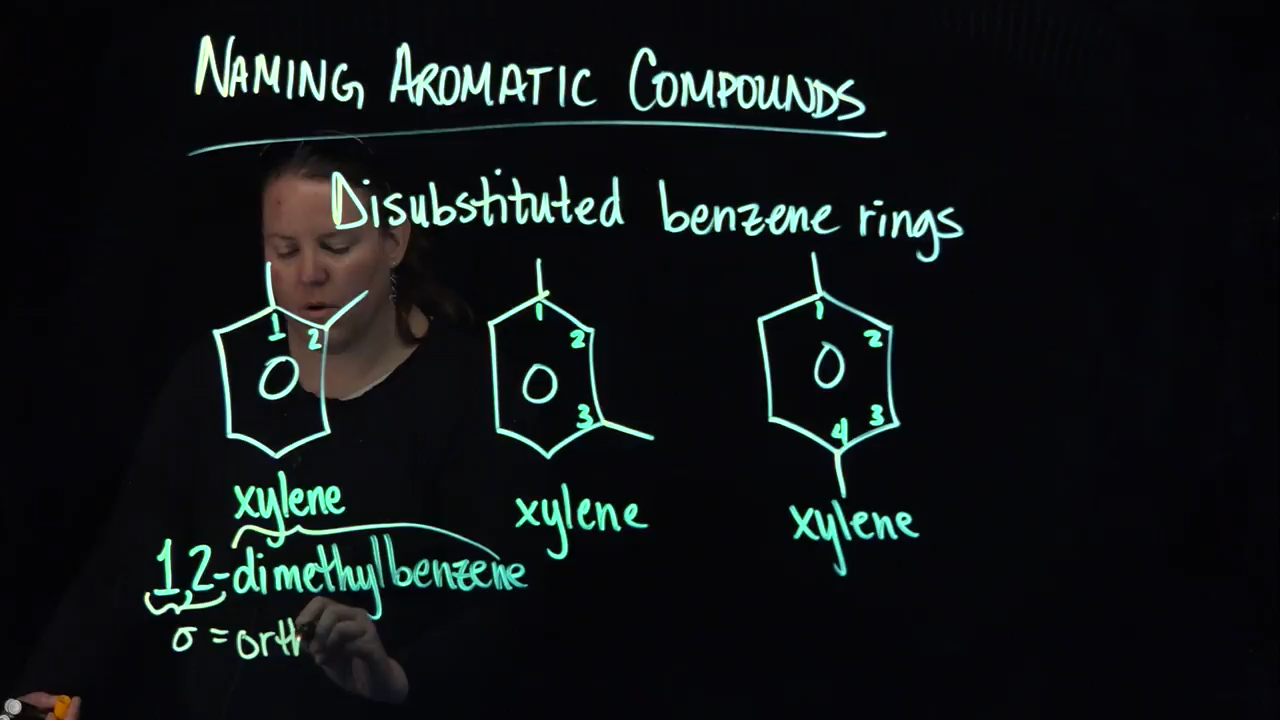 NAMING AROMATIC COMPOUNDS
Disubstituted benzene rings
1 2
1 2 3
1 2 3 4
xylene
xylene
xylene
1,2-dimethylbenzene
o = orth